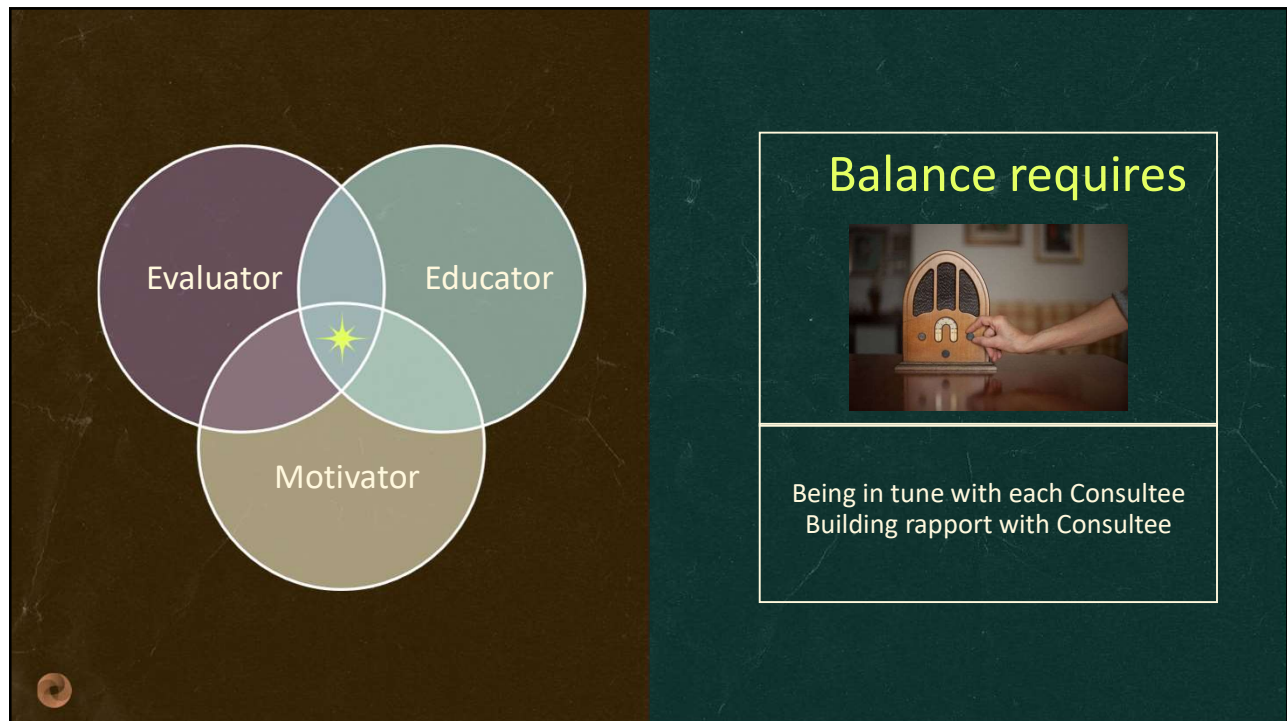 Evaluator
Educator
Motivator
Balance requires
Being in tune with each Consultee
Building rapport with Consultee